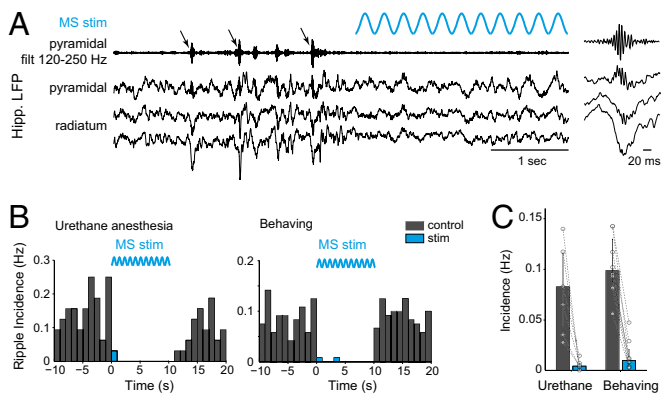 A
MS stim
pyramidal
filt 120-250 Hz
Hipp. LFP
pyramidal
radiatum
1 sec
20 ms
B
Urethane anesthesia
MS stim
Ripple Incidence (Hz)
0.3
0.2
0.1
0
−10 −5 0 5 10 15 20
Time (s)
Behaving
MS stim
control
stim
0.2
0.1
0
−10 −5 0 5 10 15 20
Time (s)
C
Incidence (Hz)
0.15
0.1
0.05
0
Urethane Behaving